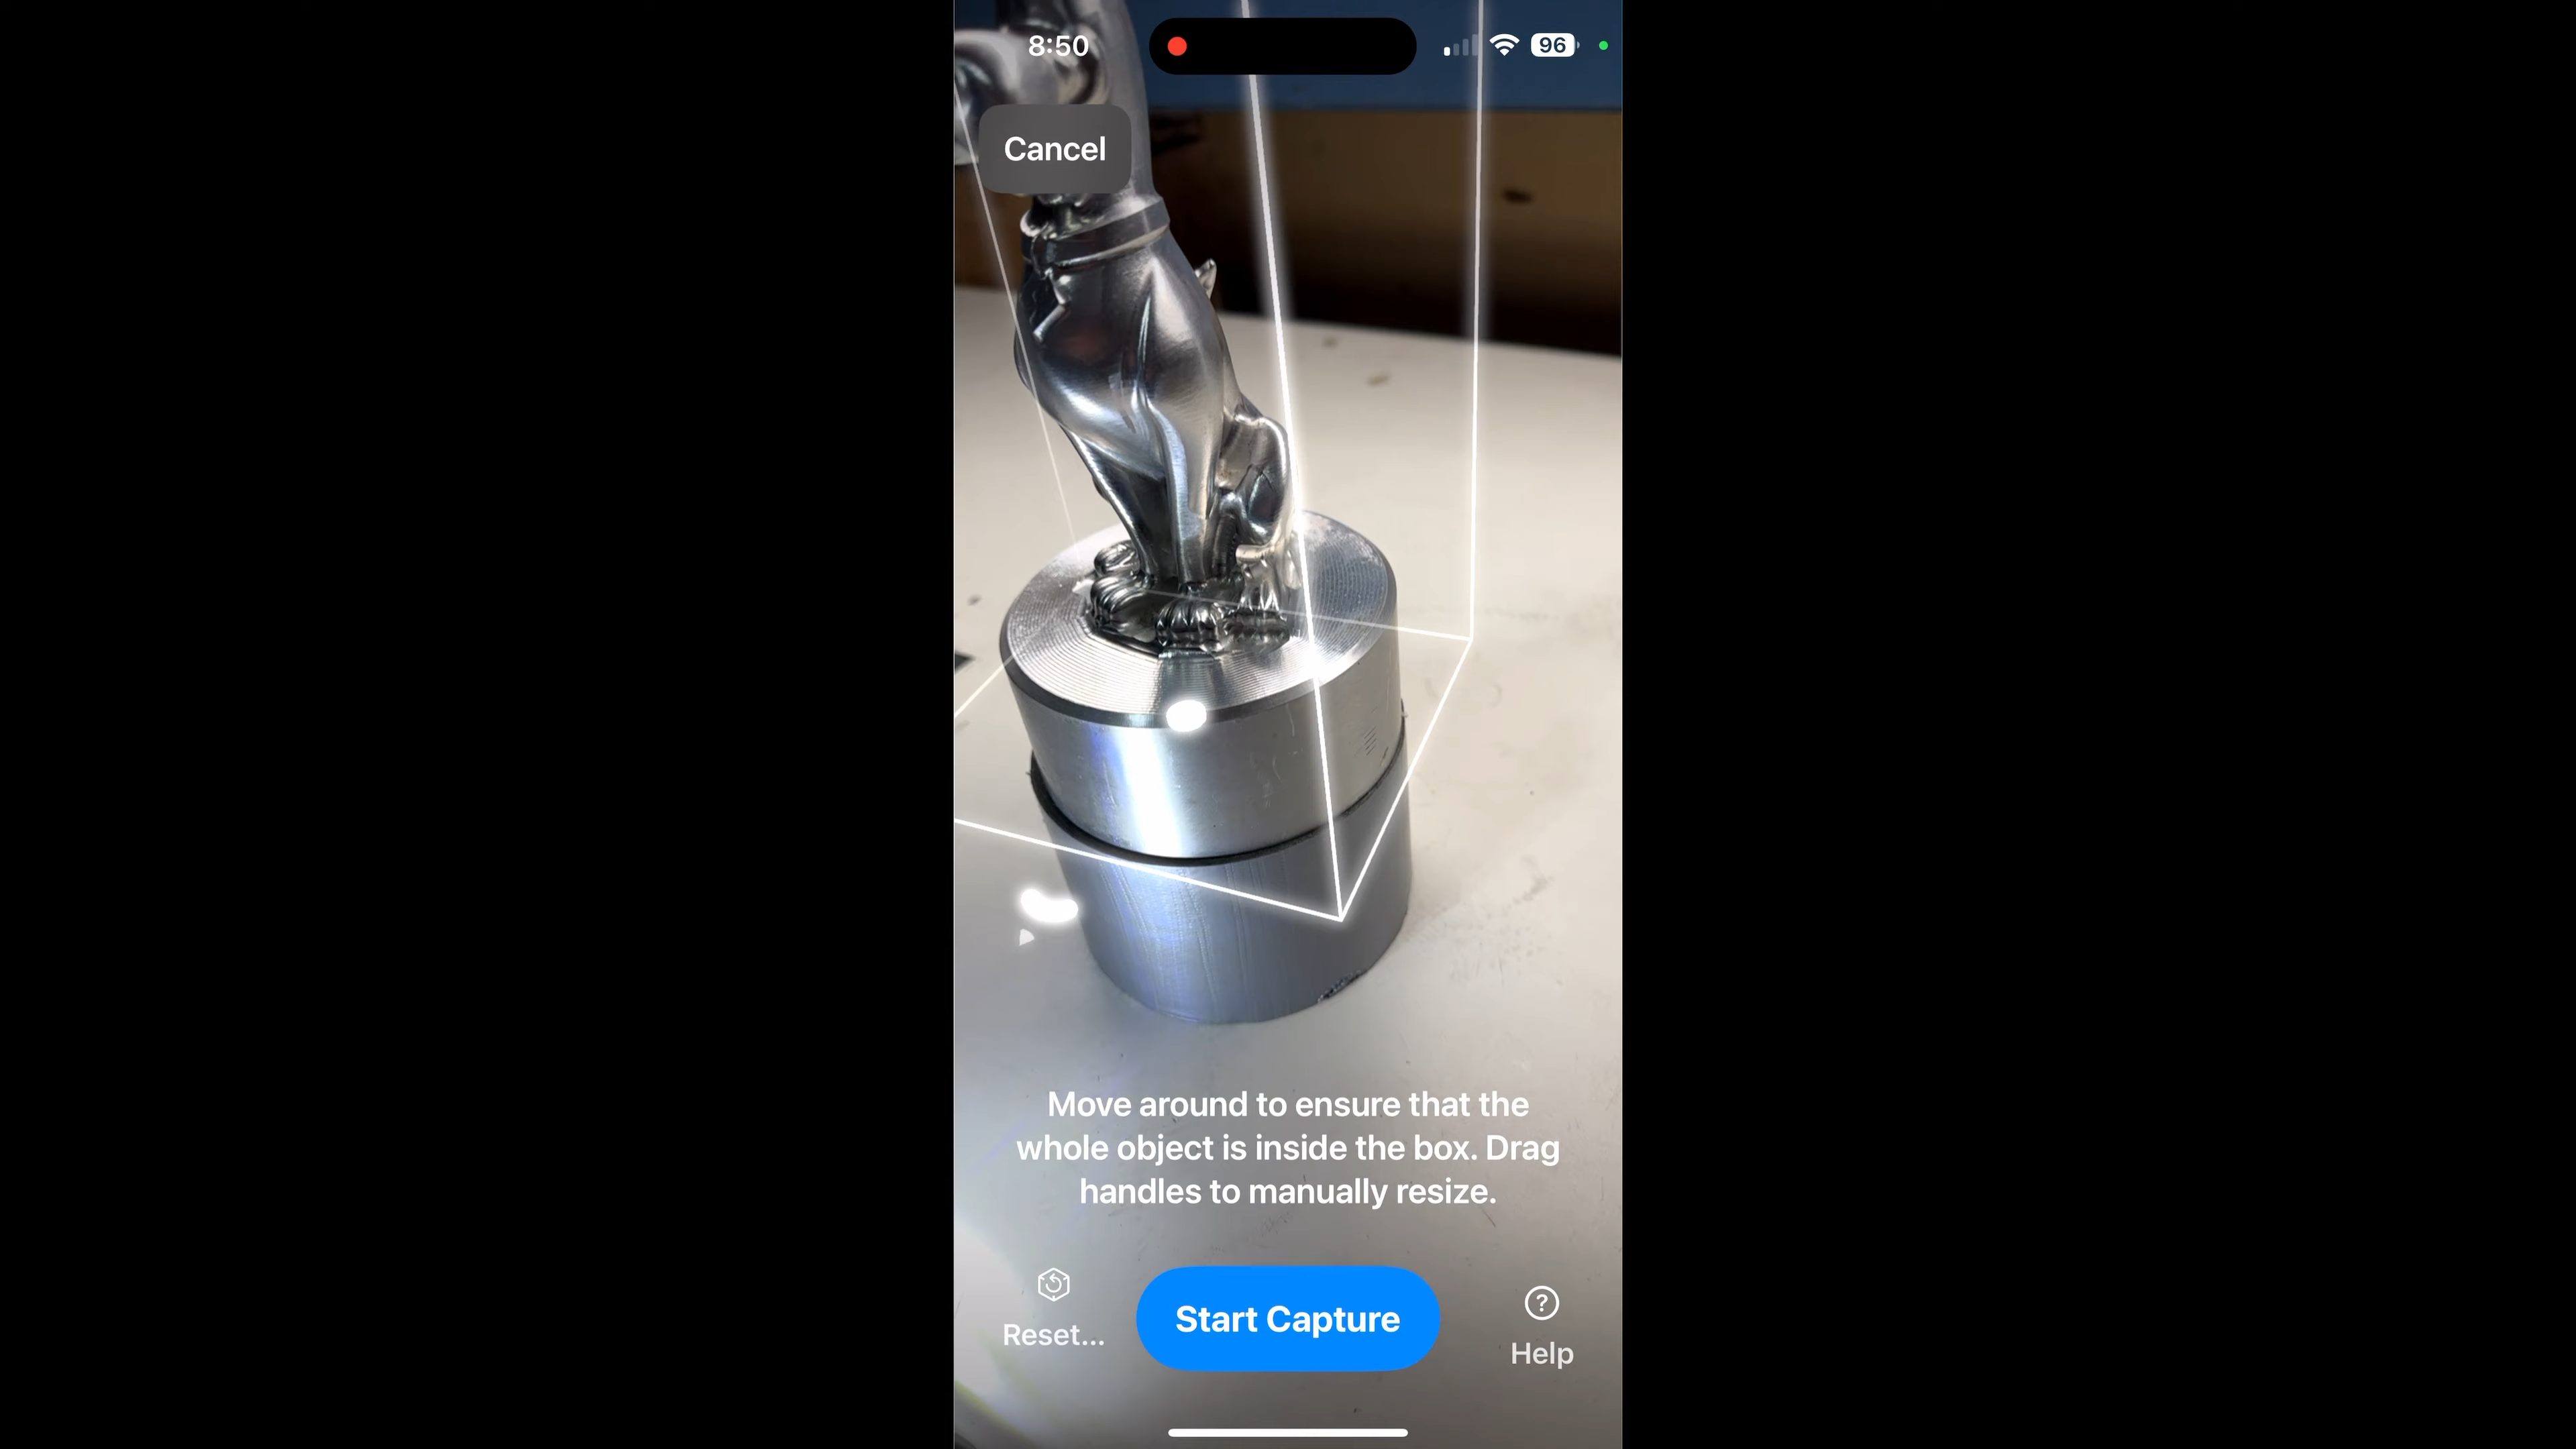 8:50
96
Cancel
Move around to ensure that the
whole object is inside the box. Drag
handles to manually resize.
Reset...
Start Capture
Help